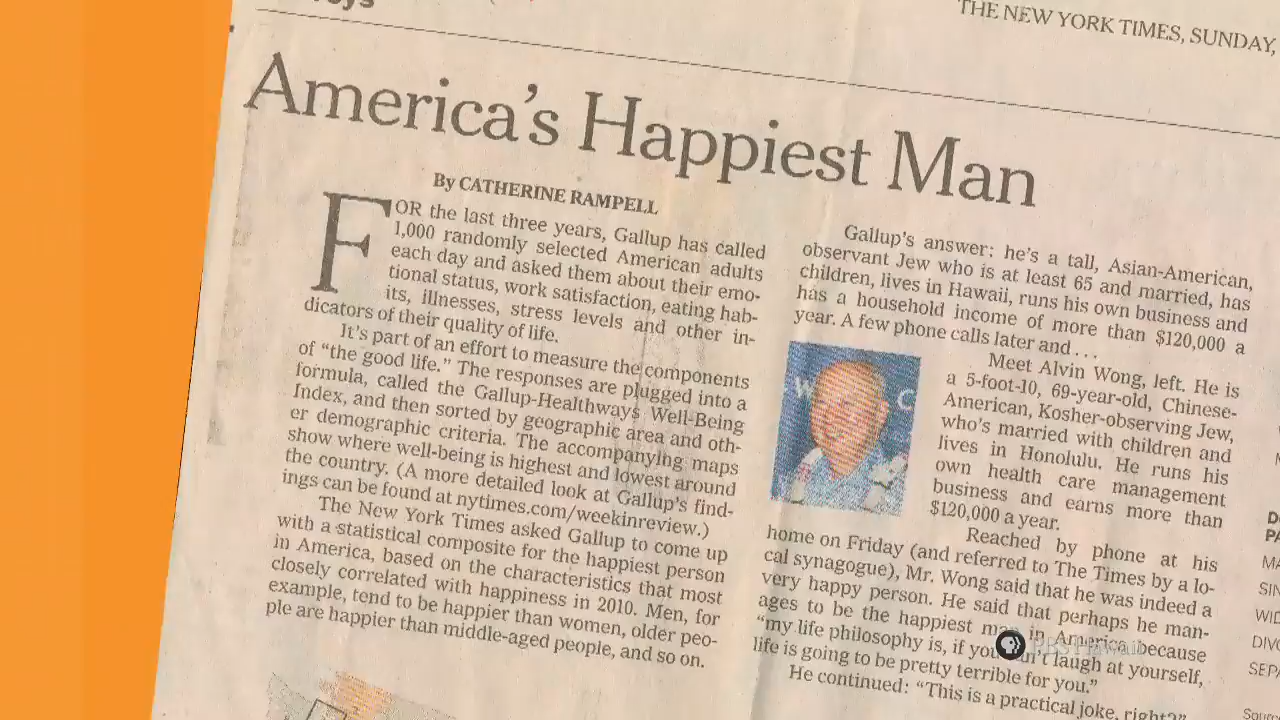 THE NEW YORK TIMES, SUNDAY,
America's Happiest Man
By CATHERINE RAMPELL
FOR the last three years, Gallup has called
1,000 randomly selected American adults
each day and asked them about their emo-
tional status, work satisfaction, eating hab-
its, illnesses, stress levels and other in-
dicators of their quality of life.
It's part of an effort to measure the components
of “the good life.” The responses are plugged into a
formula, called the Gallup-Healthways Well-Being
Index, and then sorted by geographic area and oth-
er demographic criteria. The accompanying maps
show where well-being is highest and lowest around
the country. (A more detailed look at Gallup's find-
ings can be found at nytimes.com/weekinreview.)
The New York Times asked Gallup to come up
with a statistical composite for the happiest person
in America, based on the characteristics that most
closely correlated with happiness in 2010. Men, for
example, tend to be happier than women, older peo-
ple are happier than middle-aged people, and so on.
Gallup's answer: he's a tall, Asian-American,
observant Jew who is at least 65 and married, has
children, lives in Hawaii, runs his own business and
has a household income of more than $120,000 a
year. A few phone calls later and . . .
Meet Alvin Wong, left. He is
a 5-foot-10, 69-year-old, Chinese-
American, Kosher-observing Jew,
who's married with children and
lives in Honolulu. He runs his
own health care management
business and earns more than
$120,000 a year.
W C
Reached by phone at his
home on Friday (and referred to The Times by a lo-
cal synagogue), Mr. Wong said that he was indeed a
very happy person. He said that perhaps he man-
ages to be the happiest man in America because
“my life philosophy is, if you can't laugh at yourself,
life is going to be pretty terrible for you.”
He continued: “This is a practical joke, right?”
PBS Hawaii